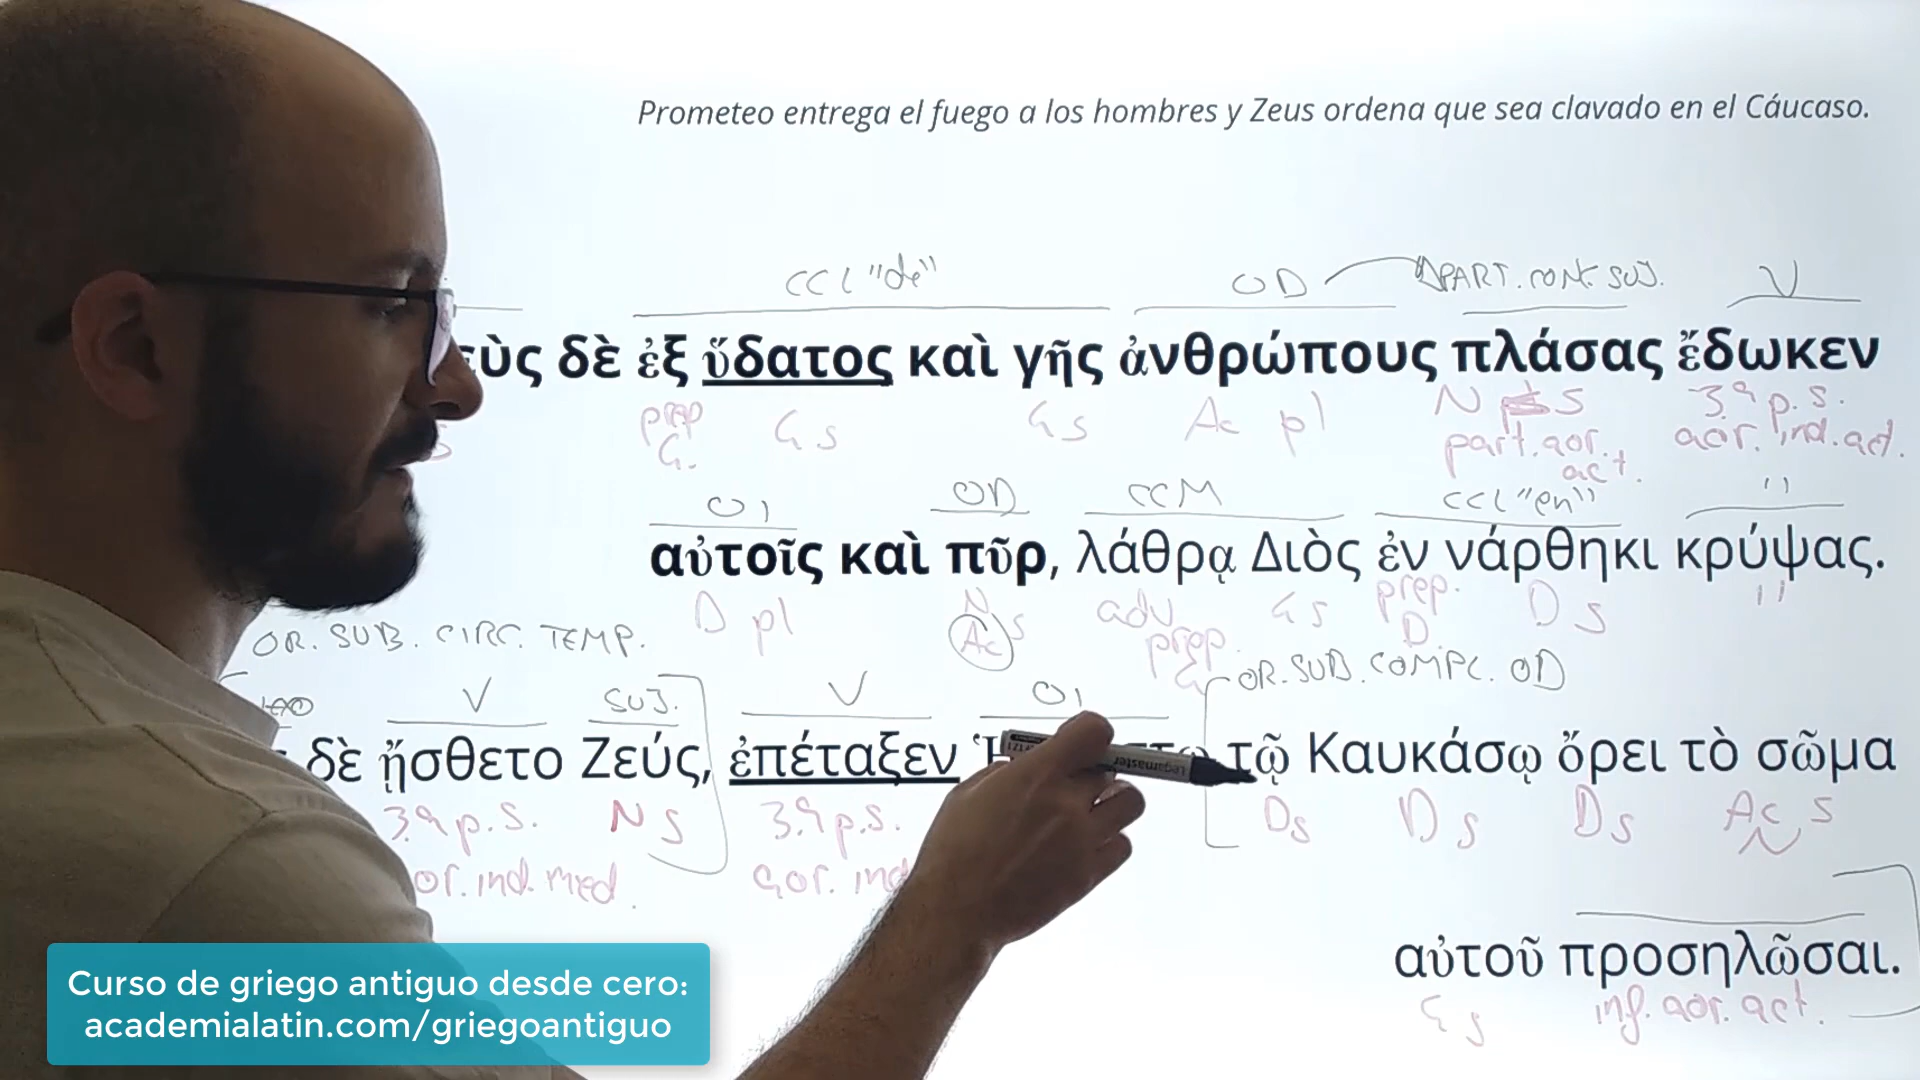 Prometeo entrega el fuego a los hombres y Zeus ordena que sea clavado en el Cáucaso.
CCL "de" OD PART. CON. SUJ. V
δὲ ἐξ ὕδατος καὶ γῆς ἀνθρώπους πλάσας ἔδωκεν
prep G. G s G s Ac pl N s part. aor. act. 3ª p. s. aor. ind. act.
OI OD CCM CCL "en" ''
αὐτοῖς καὶ πῦρ, λάθρᾳ Διὸς ἐν νάρθηκι κρύψας.
D pl N Ac s adv prep. G G s prep. D D s ''
OR. SUB. CIRC. TEMP. OR. SUB. COMPL. OD
V SUJ. V OI
δὲ ᾔσθετο Ζεύς, ἐπέταξεν τῷ Καυκάσῳ ὄρει τὸ σῶμα
3ª p. s. N s 3ª p. s. D s D s D s Ac s N
or. ind. med. aor. ind
αὐτοῦ προσηλῶσαι.
G s inf. aor. act.
Curso de griego antiguo desde cero:
academialatin.com/griegoantiguo